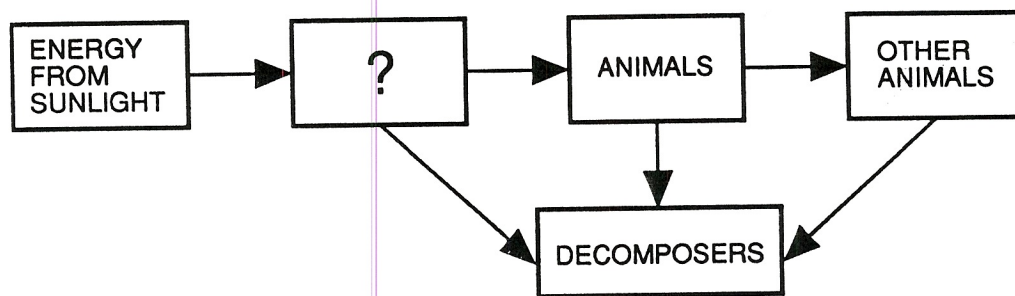 ENERGY
FROM
SUNLIGHT
?
ANIMALS
OTHER
ANIMALS
DECOMPOSERS